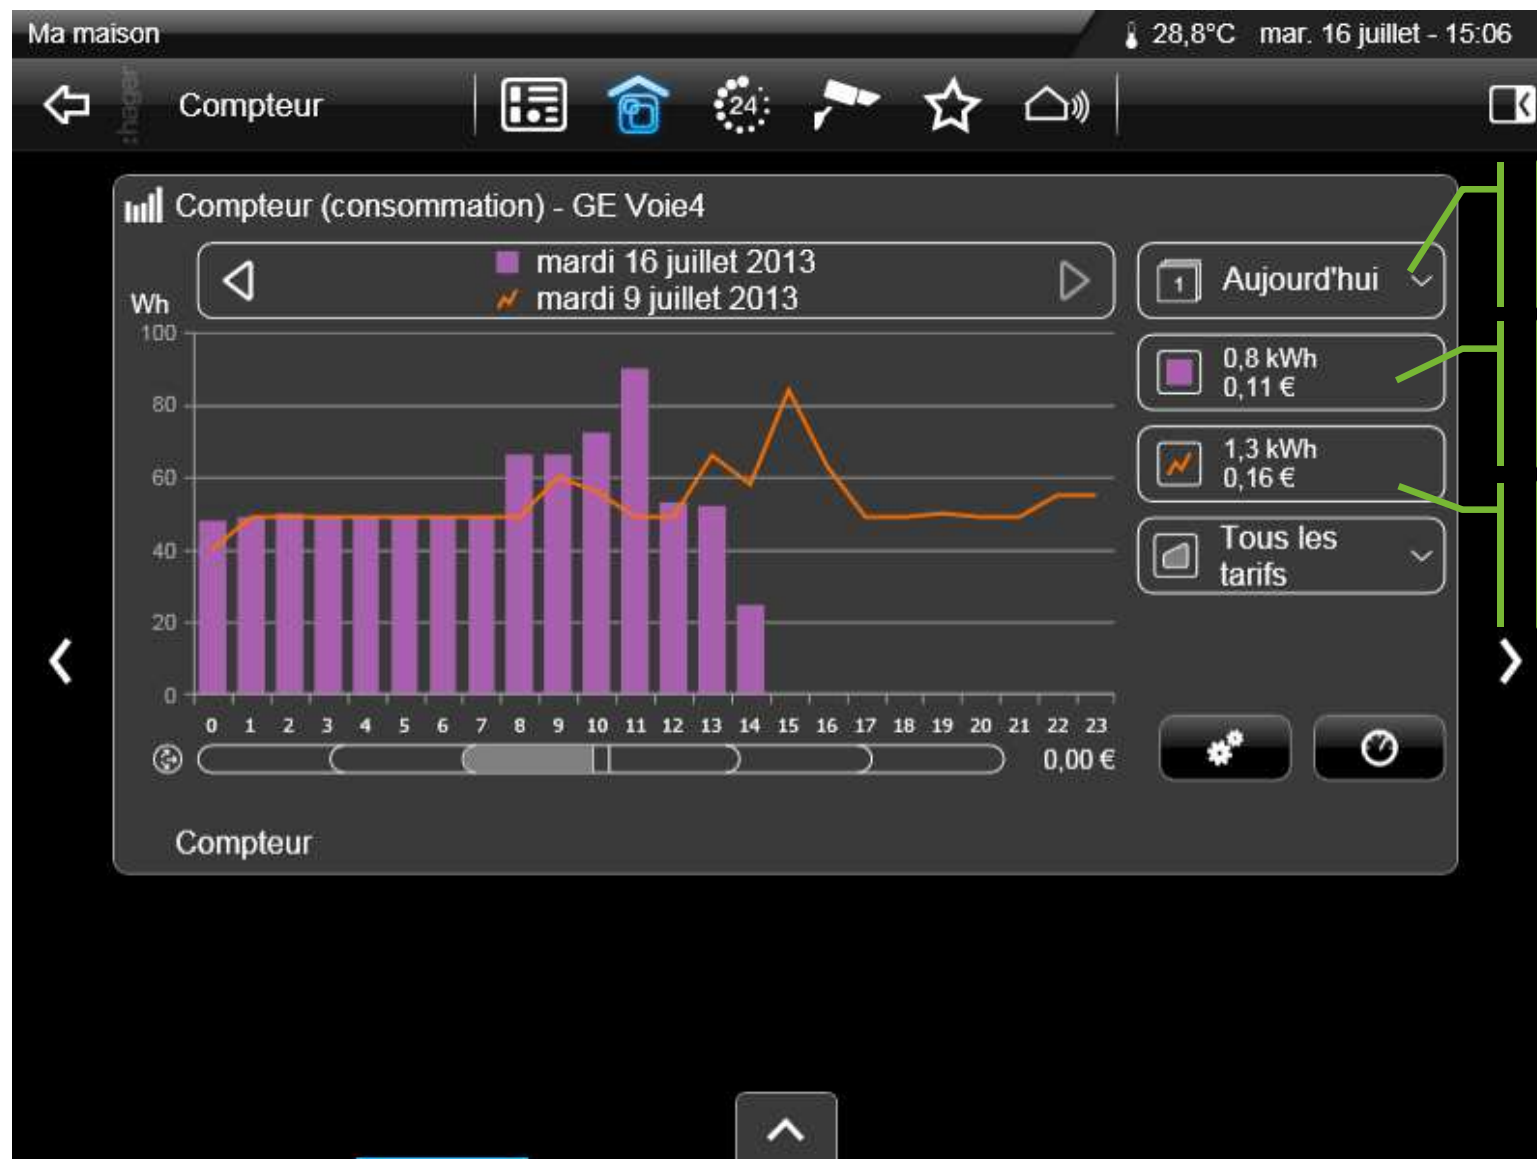 Ma maison
28,8°C mar. 16 juillet - 15:06
:hager
Compteur
24
Compteur (consommation) - GE Voie4
mardi 16 juillet 2013
mardi 9 juillet 2013
1
Aujourd'hui
Wh
100
80
60
40
20
0
0,8 kWh
0,11 €
1,3 kWh
0,16 €
Tous les
tarifs
0 1 2 3 4 5 6 7 8 9 10 11 12 13 14 15 16 17 18 19 20 21 22 23
0,00 €
Compteur